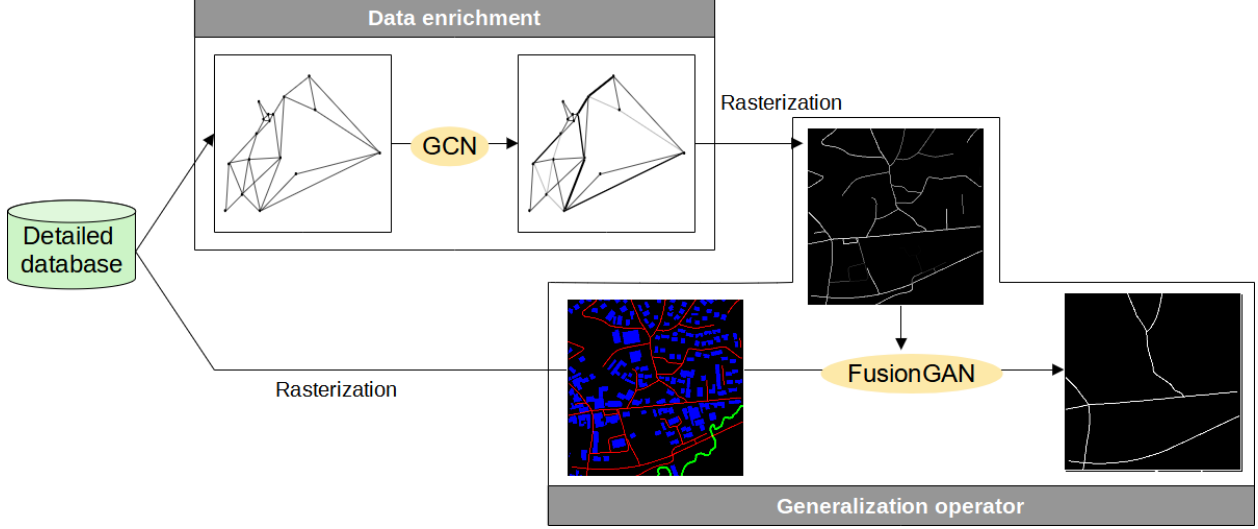 Data enrichment
GCN
Rasterization
Detailed
database
Rasterization
FusionGAN
Generalization operator